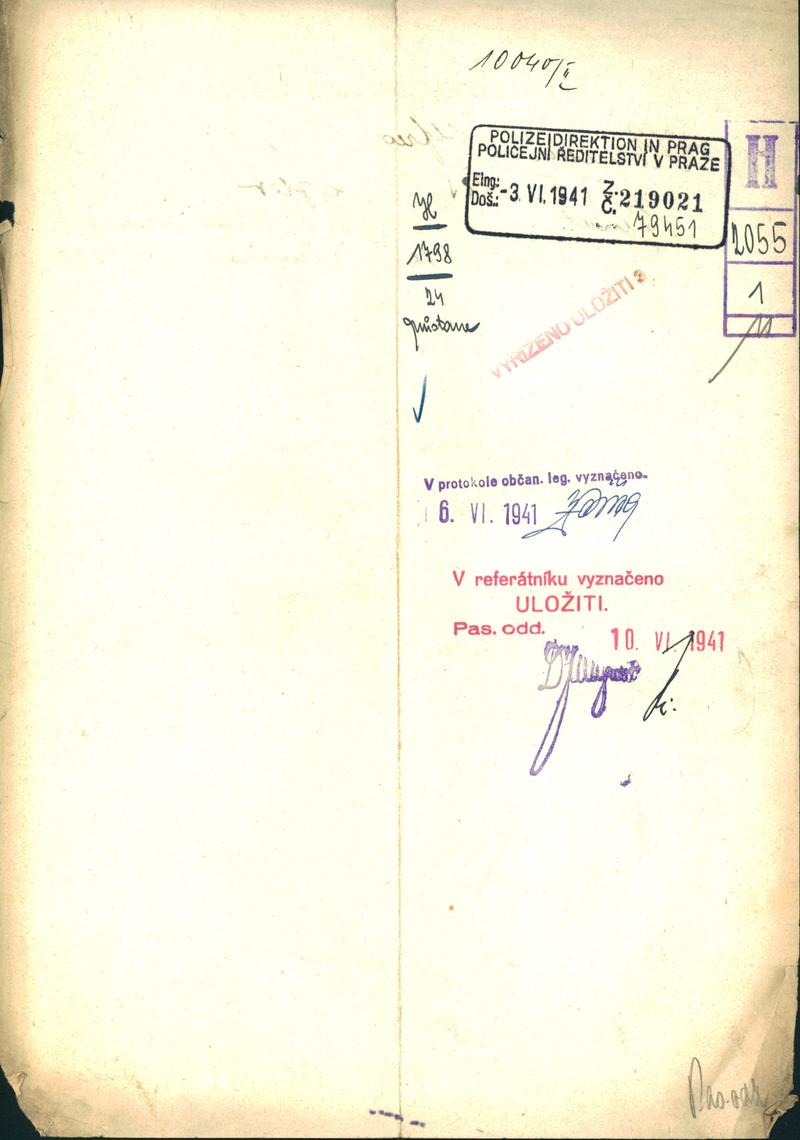 10040/II
POLIZEIDIREKTION IN PRAG
POLICEJNÍ ŘEDITELSTVÍ V PRAZE
Eing:
Doš.: -3. VI. 1941 Z. Č. 219021
79451
H
2055
1
11
H
1798
24
VYŘÍZENO ULOŽITI
V protokole občan. leg. vyznačeno.
6. VI. 1941
V referátníku vyznačeno
ULOŽITI.
Pas. odd.
10. VI. 1941